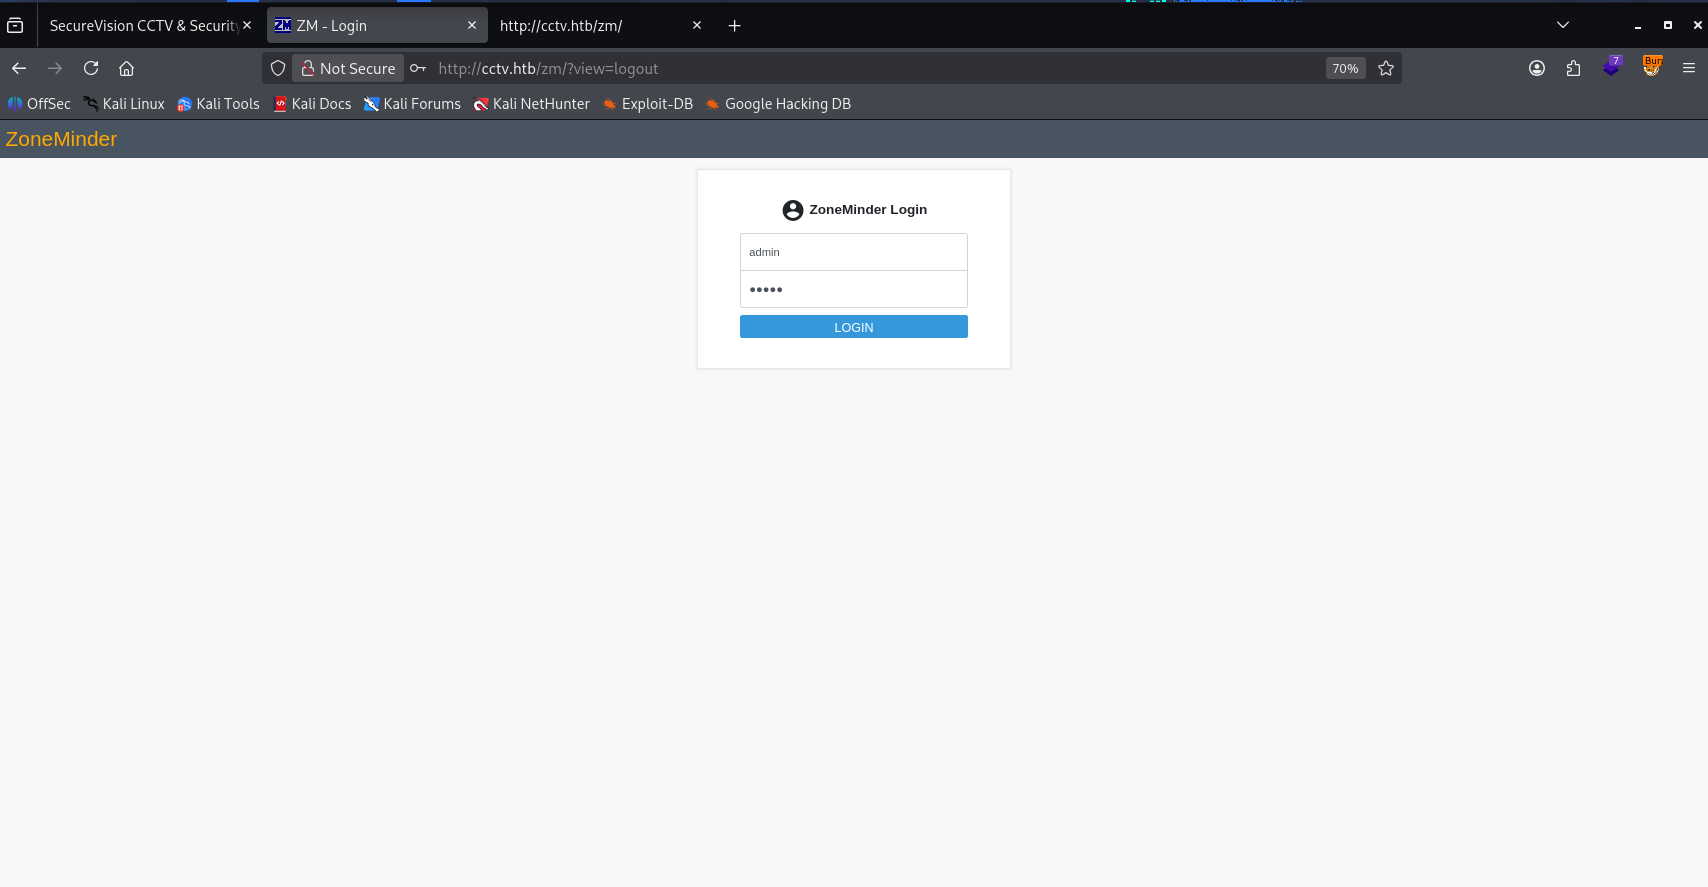 SecureVision CCTV & Security
ZM - Login
http://cctv.htb/zm/
Not Secure
http://cctv.htb/zm/?view=logout
70%
7
Burp
OffSec
Kali Linux
Kali Tools
Kali Docs
Kali Forums
Kali NetHunter
Exploit-DB
Google Hacking DB
ZoneMinder
ZoneMinder Login
admin
•••••
LOGIN